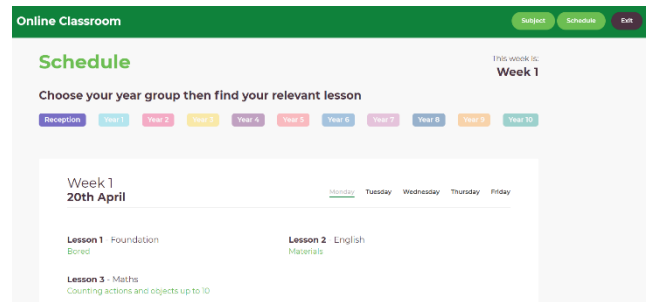 Online Classroom
Subject Schedule Exit
Schedule
This week is:
Week 1
Choose your year group then find your relevant lesson
Reception Year 1 Year 2 Year 3 Year 4 Year 5 Year 6 Year 7 Year 8 Year 9 Year 10
Week 1
20th April
Monday Tuesday Wednesday Thursday Friday
Lesson 1 - Foundation
Bored
Lesson 2 English
Materials
Lesson 3 - Maths
Counting actions and objects up to 10